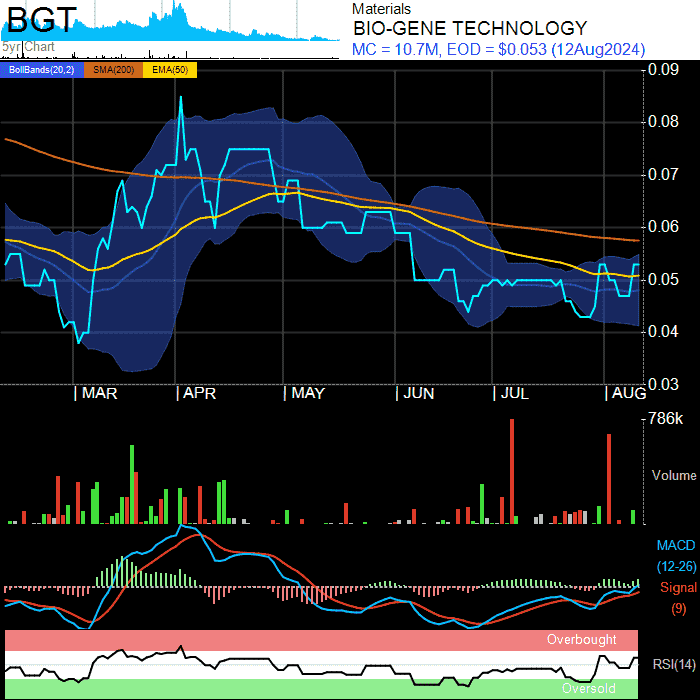 BGT
byrlChart
Materials
BIO-GENE TECHNOLOGY
MC = 10.7M, EOD = $0.053 (12Aug2024)
BollBands(20,2) SMA(200) EMA(50)
0.09
0.08
0.07
0.06
0.05
0.04
0.03
MAR APR MAY JUN JUL AUG
786k
Volume
MACD
(12-26)
Signal
(9)
Overbought
RSI(14)
Oversold